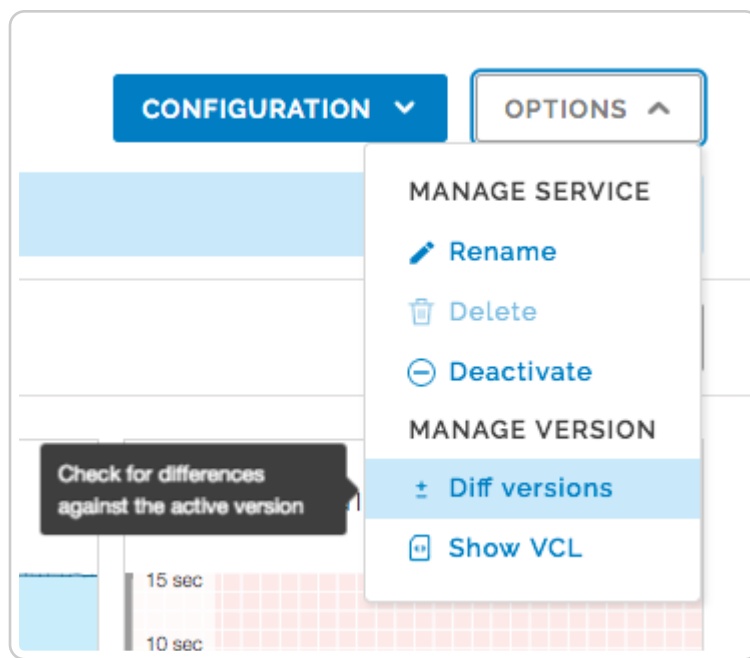 CONFIGURATION
OPTIONS
MANAGE SERVICE
Rename
Delete
Deactivate
MANAGE VERSION
Check for differences
against the active version
Diff versions
Show VCL
15 sec
10 sec